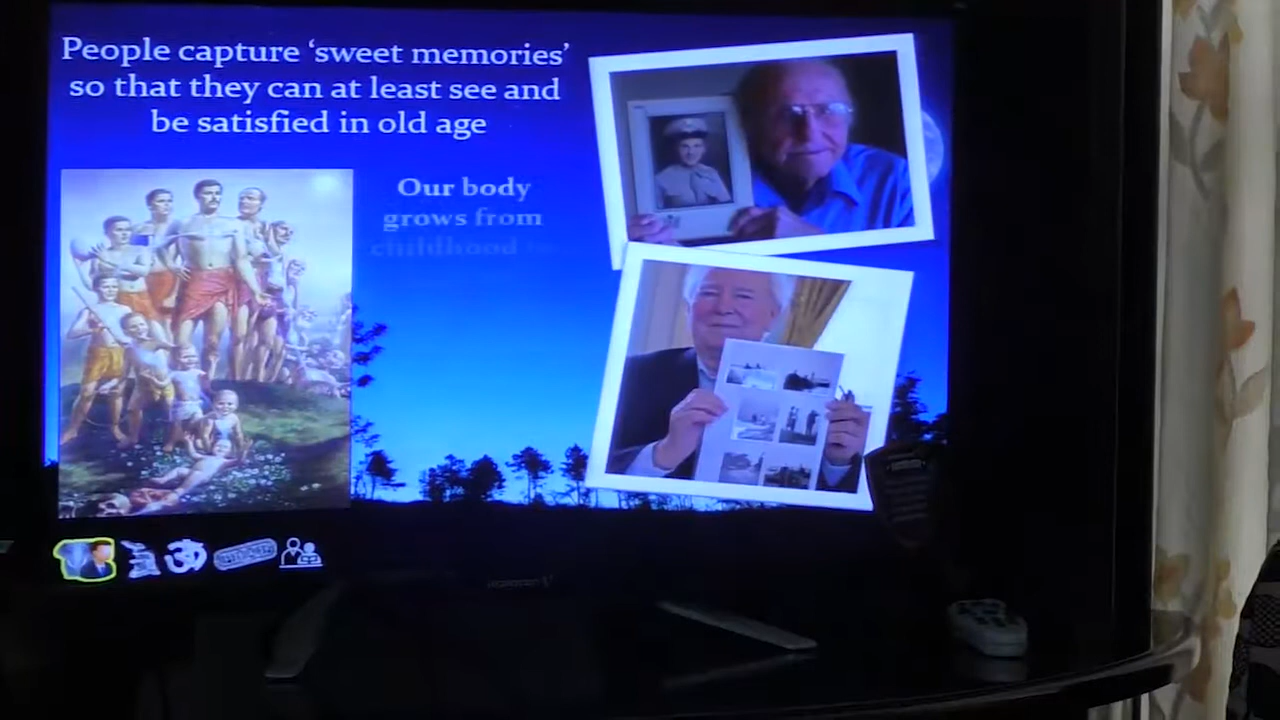 People capture ‘sweet memories’
so that they can at least see and
be satisfied in old age
Our body
grows from
childhood